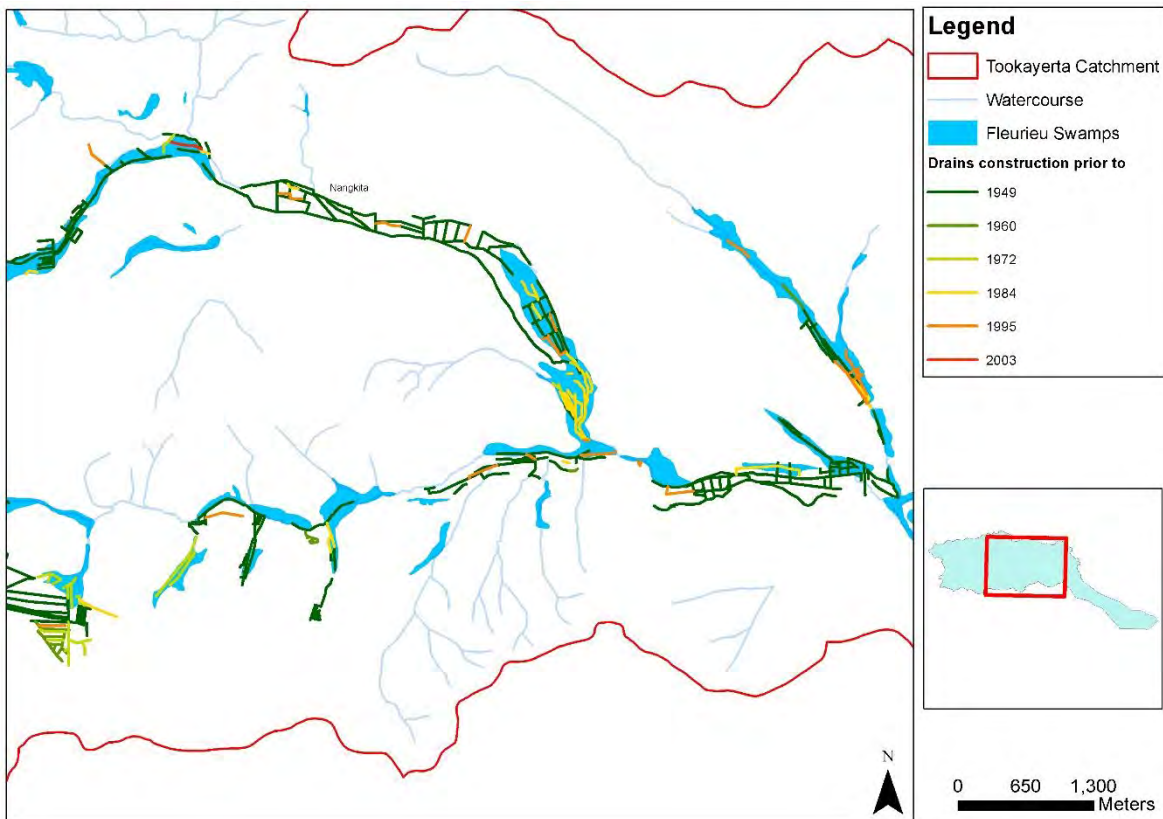 Nangkita
N
Legend
Tookayerta Catchment
Watercourse
Fleurieu Swamps
Drains construction prior to
1949
1960
1972
1984
1995
2003
0 650 1,300
Meters